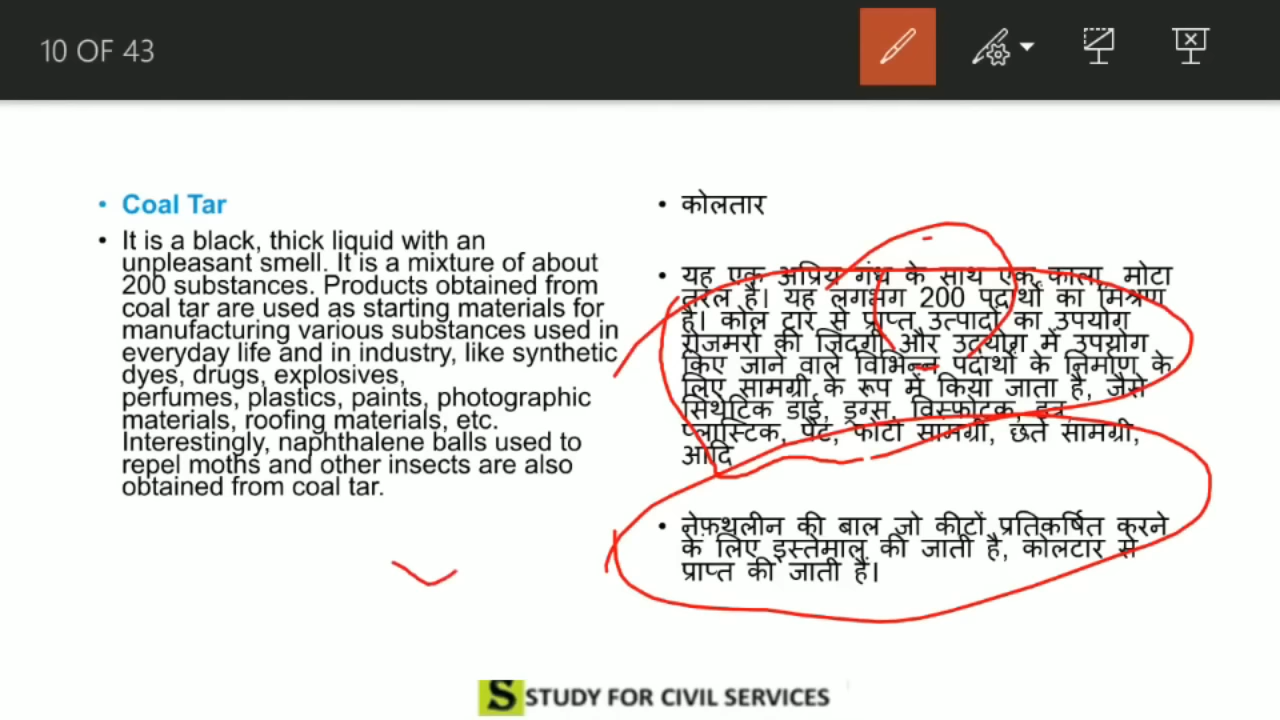 10 OF 43
Coal Tar
It is a black, thick liquid with an
unpleasant smell. It is a mixture of about
200 substances. Products obtained from
coal tar are used as starting materials for
manufacturing various substances used in
everyday life and in industry, like synthetic
dyes, drugs, explosives,
perfumes, plastics, paints, photographic
materials, roofing materials, etc.
Interestingly, naphthalene balls used to
repel moths and other insects are also
obtained from coal tar.
कोलतार
यह एक अप्रिय गंध के साथ एक काला, मोटा
तरल है। यह लगभग 200 पदार्थों का मिश्रण
है। कोल टार से प्राप्त उत्पादों का उपयोग
रोजमर्रा की जिंदगी और उद्योग में उपयोग
किए जाने वाले विभिन्न पदार्थों के निर्माण के
लिए सामग्री के रूप में किया जाता है, जैसे
सिंथेटिक डाई, ड्रग्स, विस्फोटक, इत्र
प्लास्टिक, पेंट, फोटो सामग्री, छत सामग्री,
आदि
नेफ़थलीन की बाल जो कीटों प्रतिकर्षित करने
के लिए इस्तेमाल की जाती है, कोलटार से
प्राप्त की जाती हैं।
S STUDY FOR CIVIL SERVICES